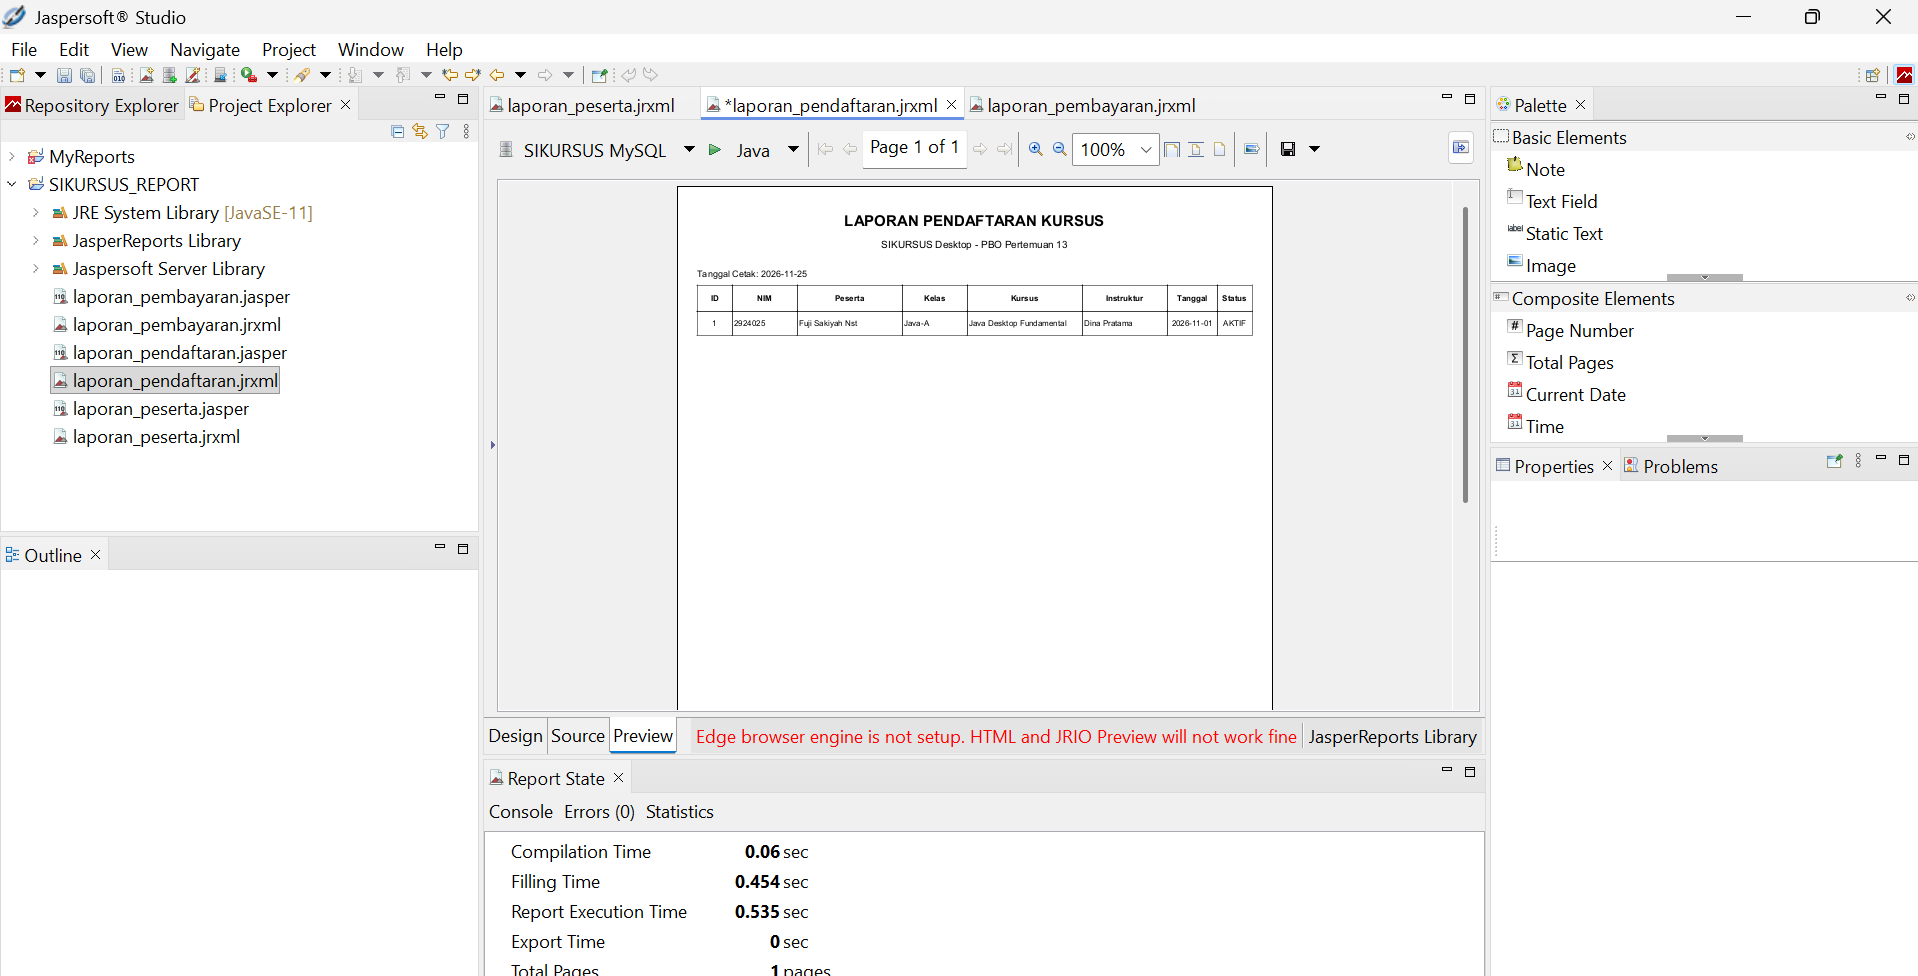 Jaspersoft® Studio
File Edit View Navigate Project Window Help
Repository Explorer Project Explorer
MyReports
SIKURSUS_REPORT
JRE System Library [JavaSE-11]
JasperReports Library
Jaspersoft Server Library
laporan_pembayaran.jasper
laporan_pembayaran.jrxml
laporan_pendaftaran.jasper
laporan_pendaftaran.jrxml
laporan_peserta.jasper
laporan_peserta.jrxml
Outline
laporan_peserta.jrxml *laporan_pendaftaran.jrxml laporan_pembayaran.jrxml
SIKURSUS MySQL Java Page 1 of 1 100%
LAPORAN PENDAFTARAN KURSUS
SIKURSUS Desktop - PBO Pertemuan 13
Tanggal Cetak: 2026-11-25
ID NIM Peserta Kelas Kursus Instruktur Tanggal Status
1 2924025 Fuji Sakiyah Nst Java-A Java Desktop Fundamental Dina Pratama 2026-11-01 AKTIF
Design Source Preview Edge browser engine is not setup. HTML and JRIO Preview will not work fine JasperReports Library
Report State
Console Errors (0) Statistics
Compilation Time 0.06 sec
Filling Time 0.454 sec
Report Execution Time 0.535 sec
Export Time 0 sec
Total Pages 1 pages
Palette
Basic Elements
Note
Text Field
label Static Text
Image
Composite Elements
# Page Number
Σ Total Pages
31 Current Date
31 Time
Properties Problems